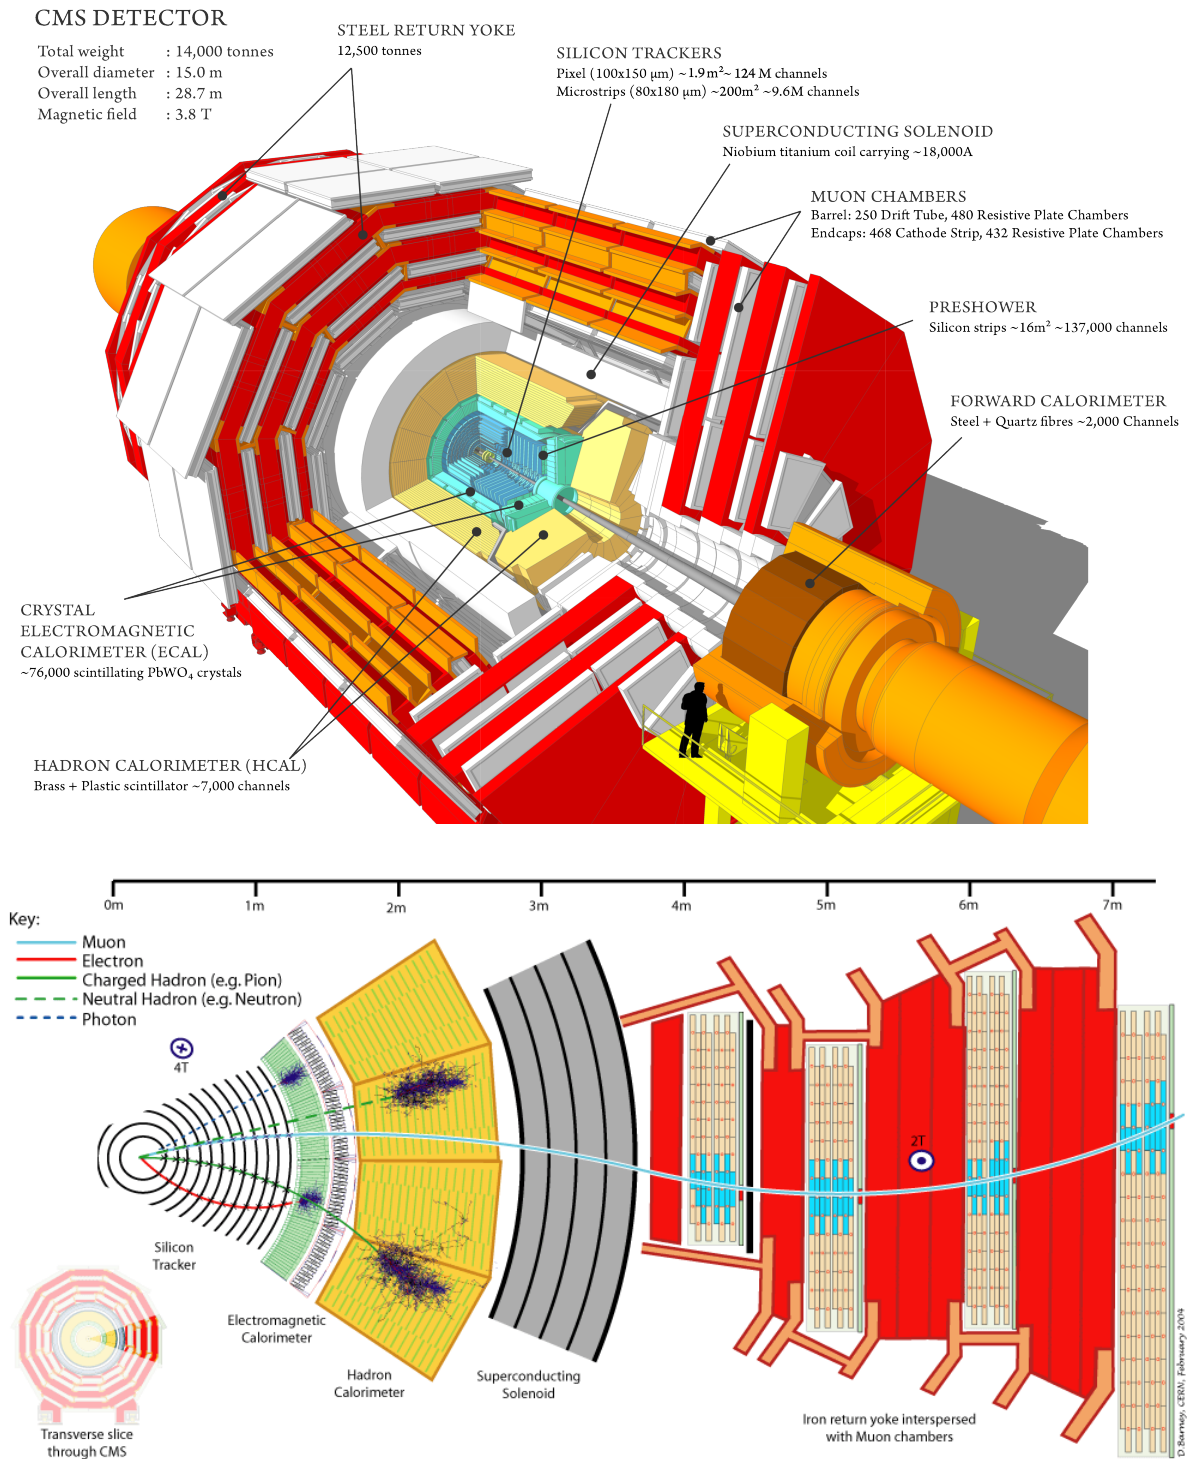 CMS DETECTOR
Total weight : 14,000 tonnes
Overall diameter : 15.0 m
Overall length : 28.7 m
Magnetic field : 3.8 T
STEEL RETURN YOKE
12,500 tonnes
SILICON TRACKERS
Pixel (100x150 μm) ~1.9m² ~124M channels
Microstrips (80x180 μm) ~200m² ~9.6M channels
SUPERCONDUCTING SOLENOID
Niobium titanium coil carrying ~18,000A
MUON CHAMBERS
Barrel: 250 Drift Tube, 480 Resistive Plate Chambers
Endcaps: 468 Cathode Strip, 432 Resistive Plate Chambers
PRESHOWER
Silicon strips ~16m² ~137,000 channels
FORWARD CALORIMETER
Steel + Quartz fibres ~2,000 Channels
CRYSTAL
ELECTROMAGNETIC
CALORIMETER (ECAL)
~76,000 scintillating PbWO₄ crystals
HADRON CALORIMETER (HCAL)
Brass + Plastic scintillator ~7,000 channels
0m 1m 2m 3m 4m 5m 6m 7m
Key:
Muon
Electron
Charged Hadron (e.g. Pion)
Neutral Hadron (e.g. Neutron)
Photon
4T
2T
Silicon
Tracker
Electromagnetic
Calorimeter
Hadron
Calorimeter
Superconducting
Solenoid
Iron return yoke interspersed
with Muon chambers
Transverse slice
through CMS
D. Barney, CERN, February 2004